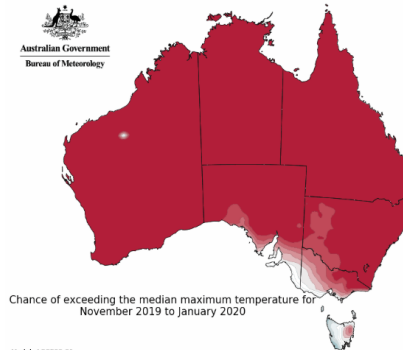 Australian Government
Bureau of Meteorology
Chance of exceeding the median maximum temperature for
November 2019 to January 2020